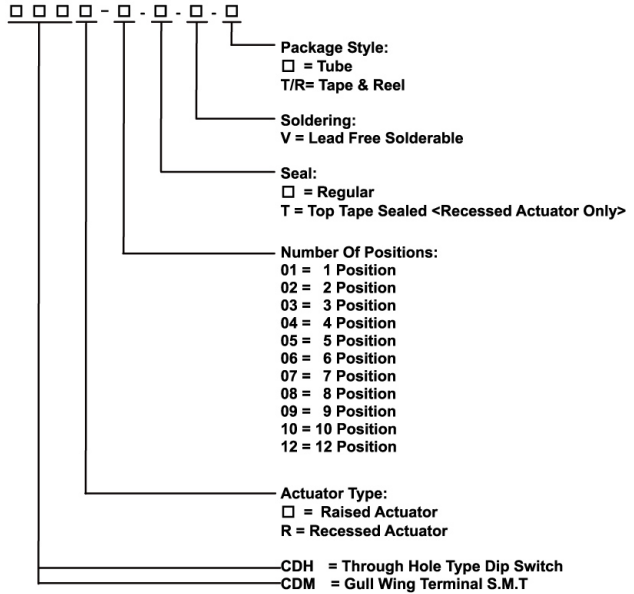 □□□□-□.□.□.□
Package Style:
□ = Tube
T/R= Tape & Reel
Soldering:
V = Lead Free Solderable
Seal:
□ = Regular
T = Top Tape Sealed <Recessed Actuator Only>
Number Of Positions:
01 = 1 Position
02 = 2 Position
03 = 3 Position
04 = 4 Position
05 = 5 Position
06 = 6 Position
07 = 7 Position
08 = 8 Position
09 = 9 Position
10 = 10 Position
12 = 12 Position
Actuator Type:
□ = Raised Actuator
R = Recessed Actuator
CDH = Through Hole Type Dip Switch
CDM = Gull Wing Terminal S.M.T